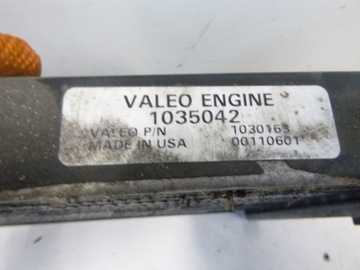 VALEO ENGINE
1035042
VALEO P/N 1030163
MADE IN USA 00110601